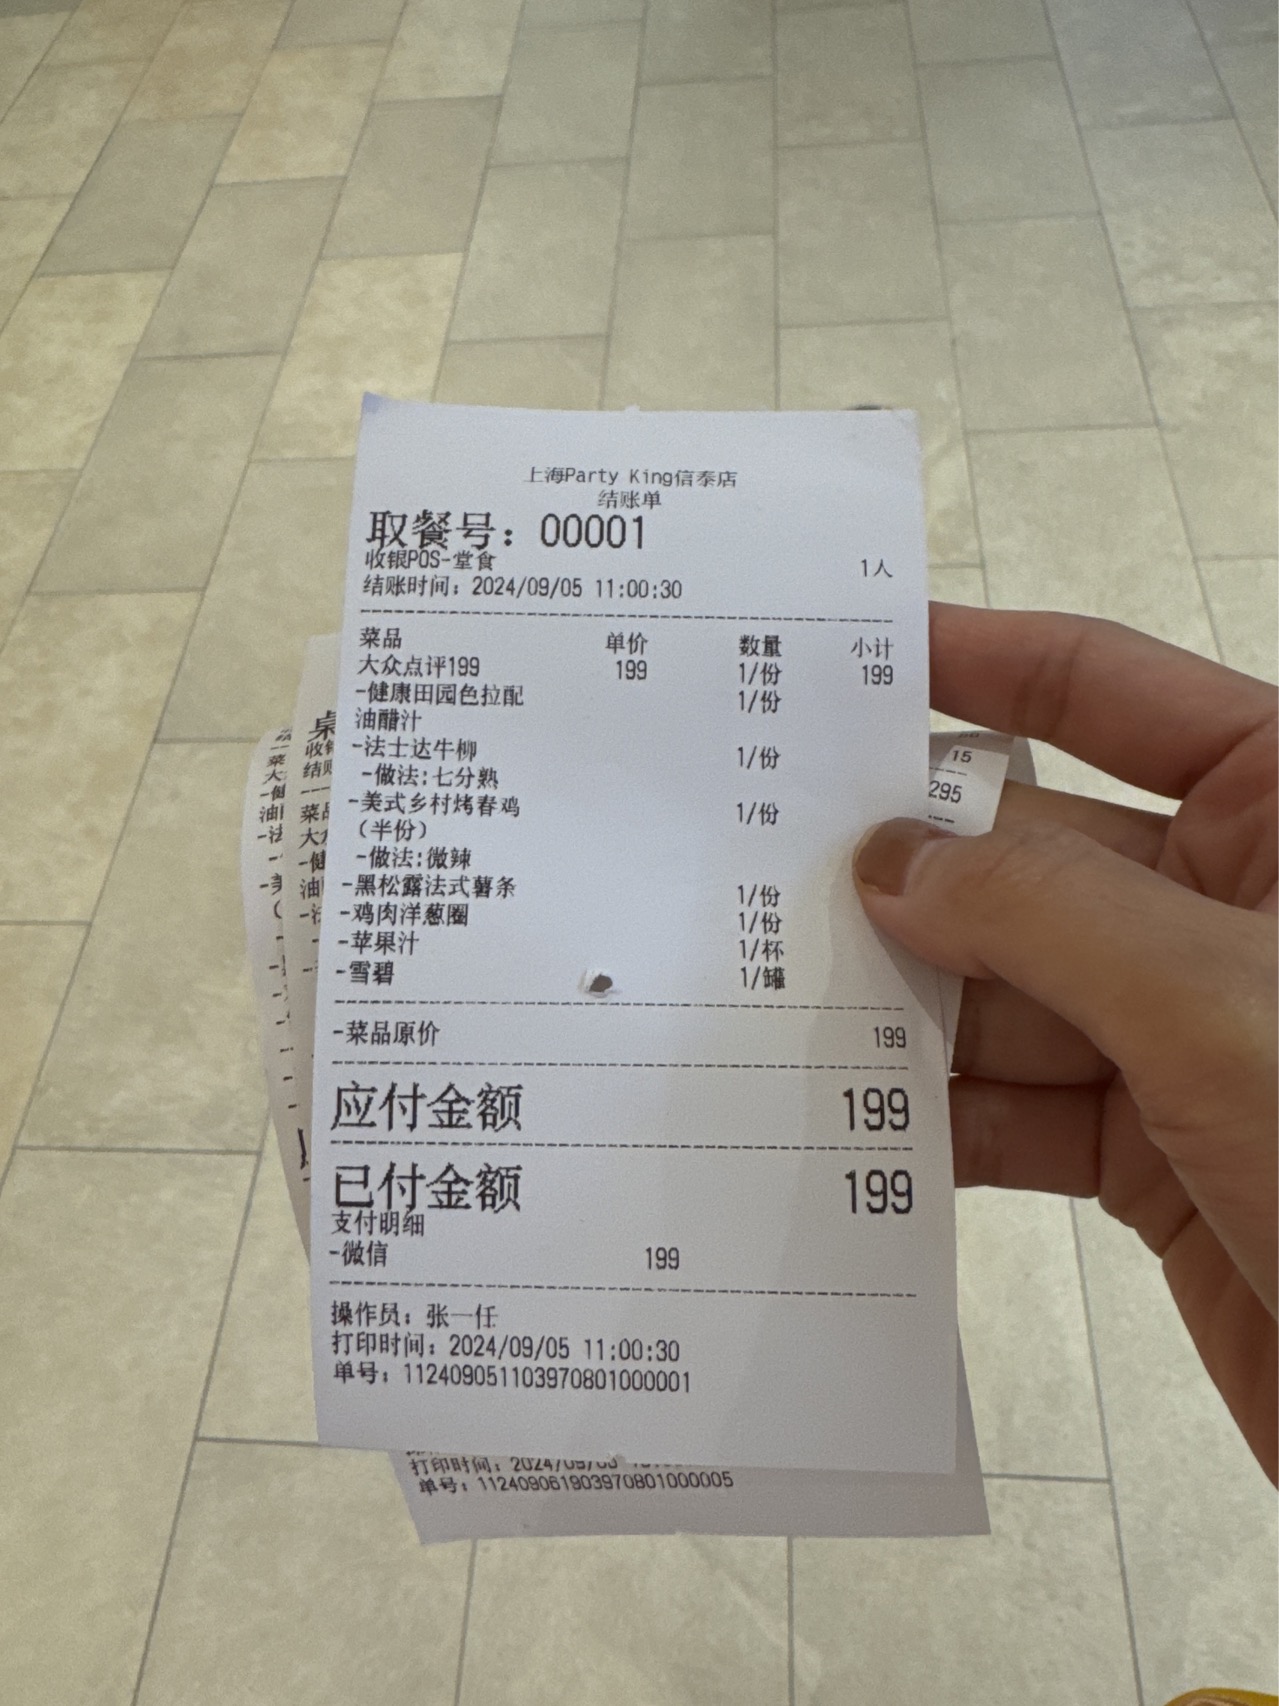 上海Party King信泰店
结账单
取餐号：00001
收银POS-堂食 1人
结账时间：2024/09/05 11:00:30
菜品 单价 数量 小计
大众点评199 199 1/份 199
-健康田园色拉配 1/份
油醋汁
-法士达牛柳 1/份
-做法:七分熟
-美式乡村烤春鸡 1/份
（半份）
-做法:微辣
-黑松露法式薯条 1/份
-鸡肉洋葱圈 1/份
-苹果汁 1/杯
-雪碧 1/罐
-菜品原价 199
应付金额 199
已付金额 199
支付明细
-微信 199
操作员：张一任
打印时间：2024/09/05 11:00:30
单号：112409051103970801000001
15
295
打印时间：
单号：112409061903970801000005